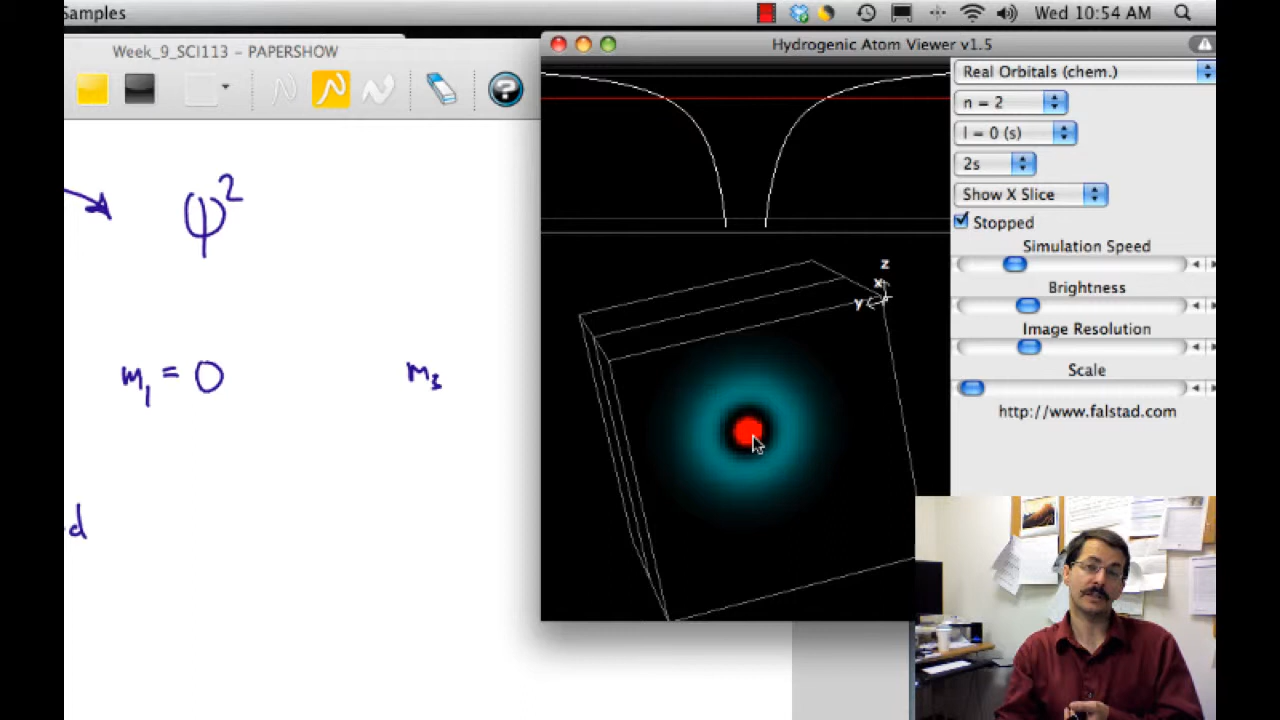 Samples
Wed 10:54 AM
Week_9_SCI113 – PAPERSHOW
Hydrogenic Atom Viewer v1.5
Real Orbitals (chem.)
n = 2
l = 0 (s)
2s
Show X Slice
Stopped
Simulation Speed
Brightness
Image Resolution
Scale
http://www.falstad.com
z
x
y
ψ²
m₁ = 0
mₛ
d